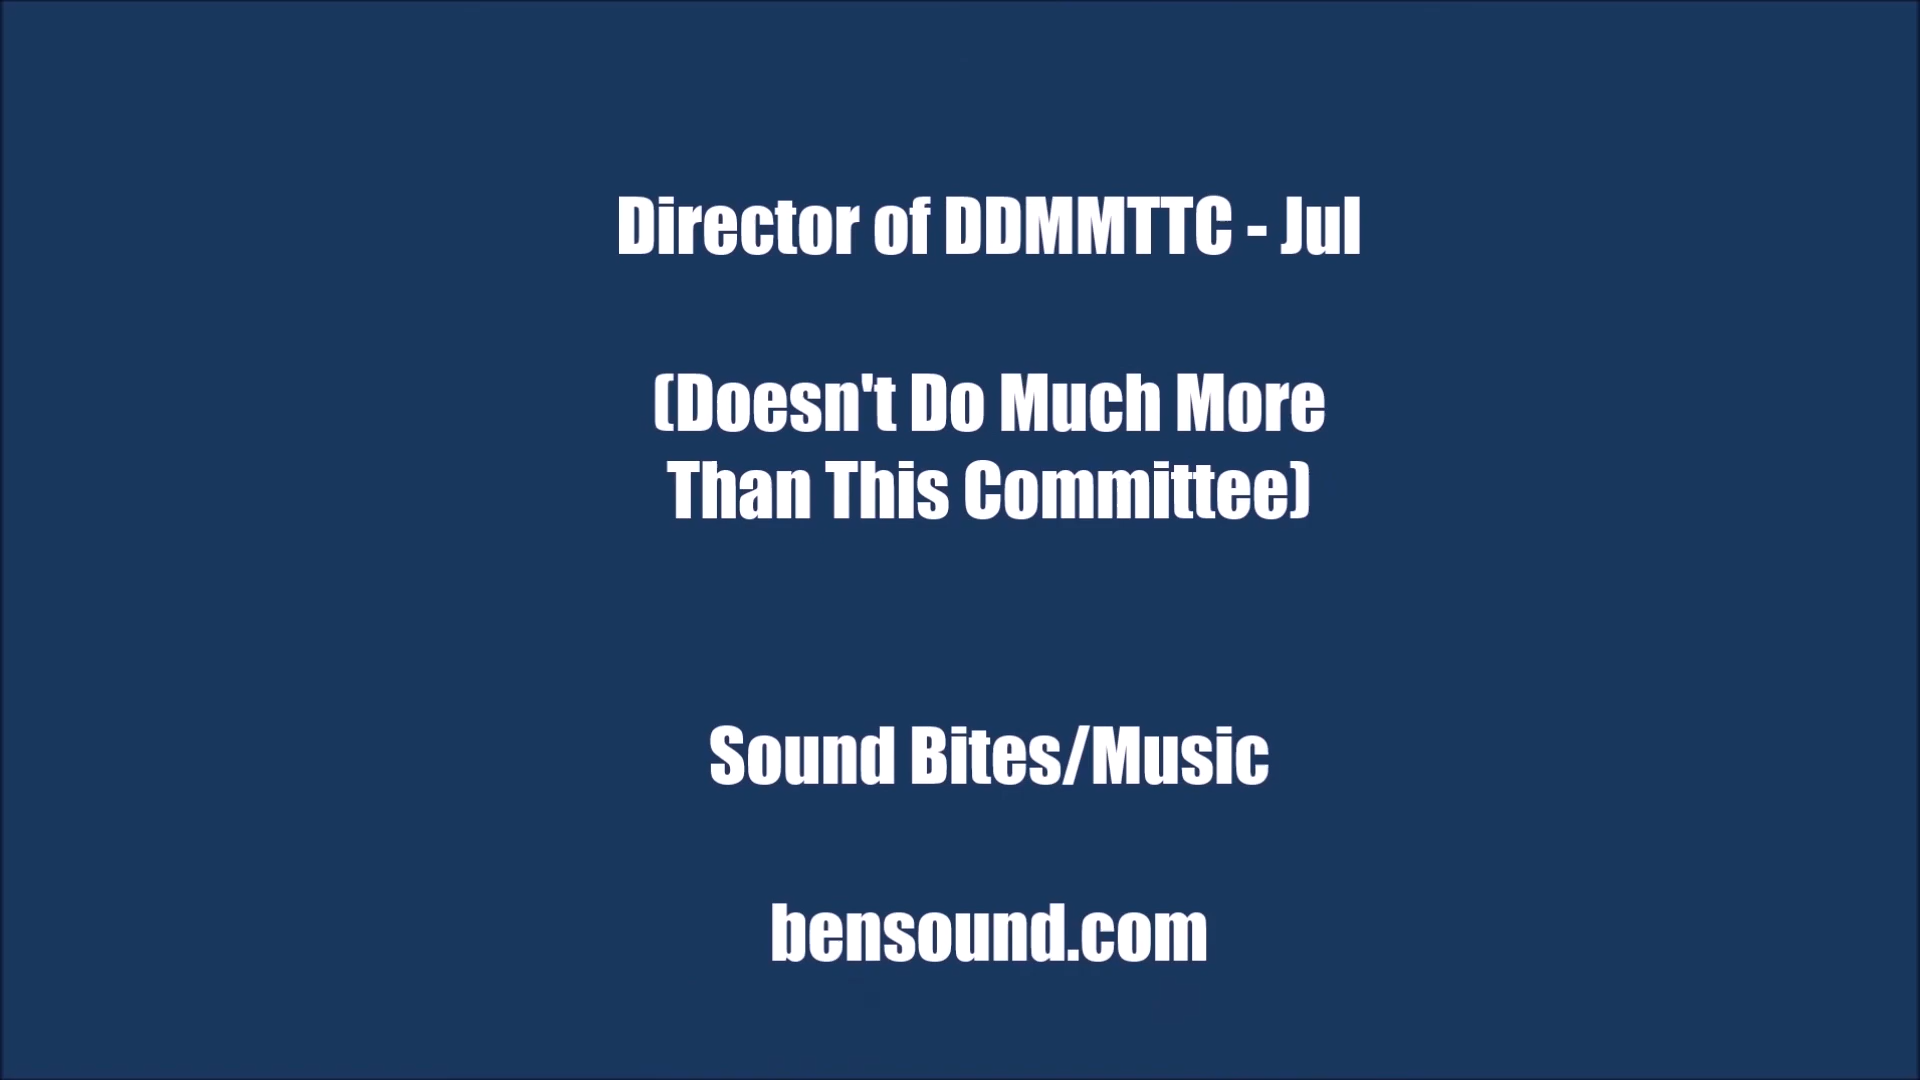 Director of DDMMTTC - Jul
(Doesn't Do Much More
Than This Committee)
Sound Bites/Music
bensound.com